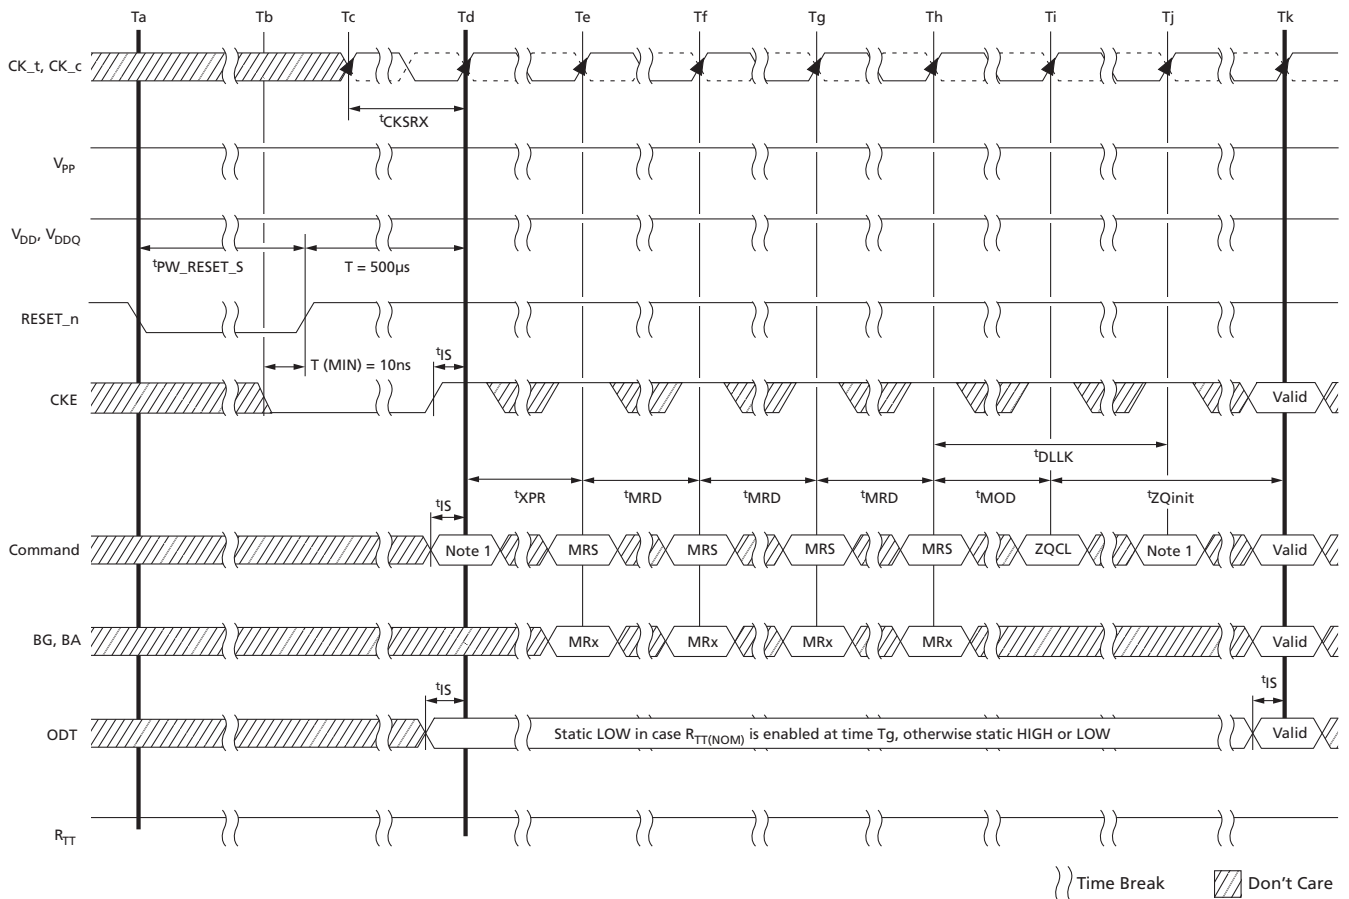 Ta Tb Tc Td Te Tf Tg Th Ti Tj Tk
CK_t, CK_c
tCKSRX
VPP
VDD, VDDQ
tPW_RESET_S T = 500µs
RESET_n
T (MIN) = 10ns tIS
CKE Valid
tDLLK
tXPR tMRD tMRD tMRD tMOD tZQinit
tIS
Command Note 1 MRS MRS MRS MRS ZQCL Note 1 Valid
BG, BA MRx MRx MRx MRx Valid
tIS tIS
ODT Static LOW in case RTT(NOM) is enabled at time Tg, otherwise static HIGH or LOW Valid
RTT
Time Break Don't Care